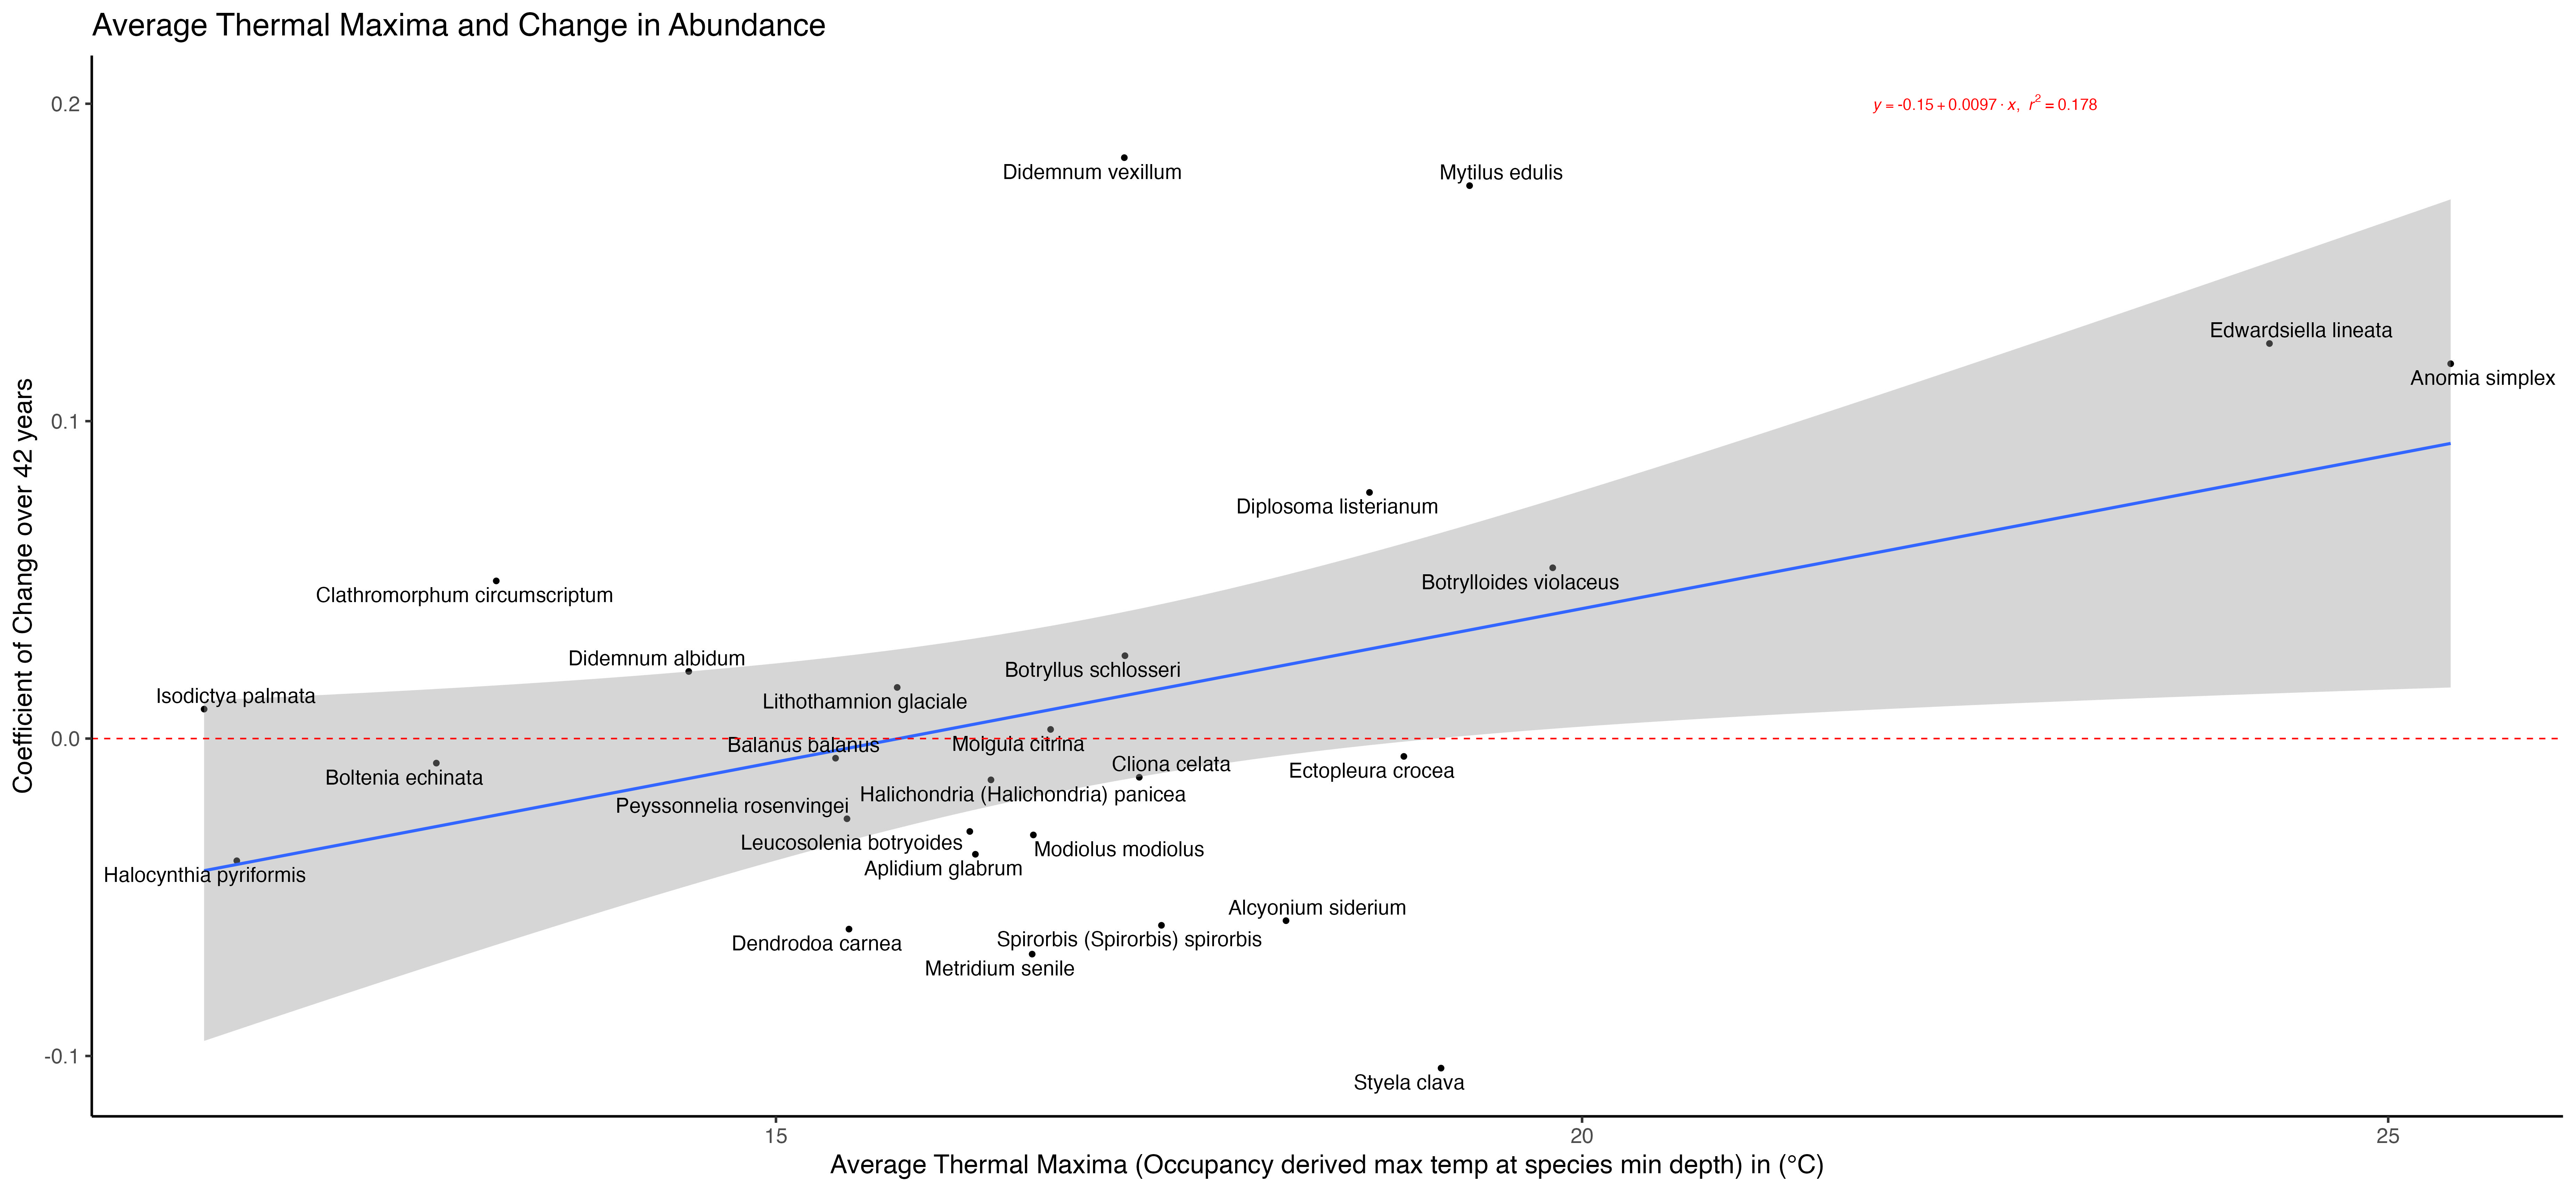 Average Thermal Maxima and Change in Abundance
0.2
y = -0.15 + 0.0097 · x, r² = 0.178
Didemnum vexillum
Mytilus edulis
Edwardsiella lineata
Anomia simplex
0.1
Coefficient of Change over 42 years
Diplosoma listerianum
Botrylloides violaceus
Clathromorphum circumscriptum
Didemnum albidum
Botryllus schlosseri
Isodictya palmata
Lithothamnion glaciale
0.0
Balanus balanus
Molgula citrina
Cliona celata
Ectopleura crocea
Boltenia echinata
Halichondria (Halichondria) panicea
Peyssonnelia rosenvingei
Leucosolenia botryoides
Modiolus modiolus
Aplidium glabrum
Halocynthia pyriformis
Alcyonium siderium
Dendrodoa carnea
Spirorbis (Spirorbis) spirorbis
Metridium senile
-0.1
Styela clava
15
20
25
Average Thermal Maxima (Occupancy derived max temp at species min depth) in (°C)